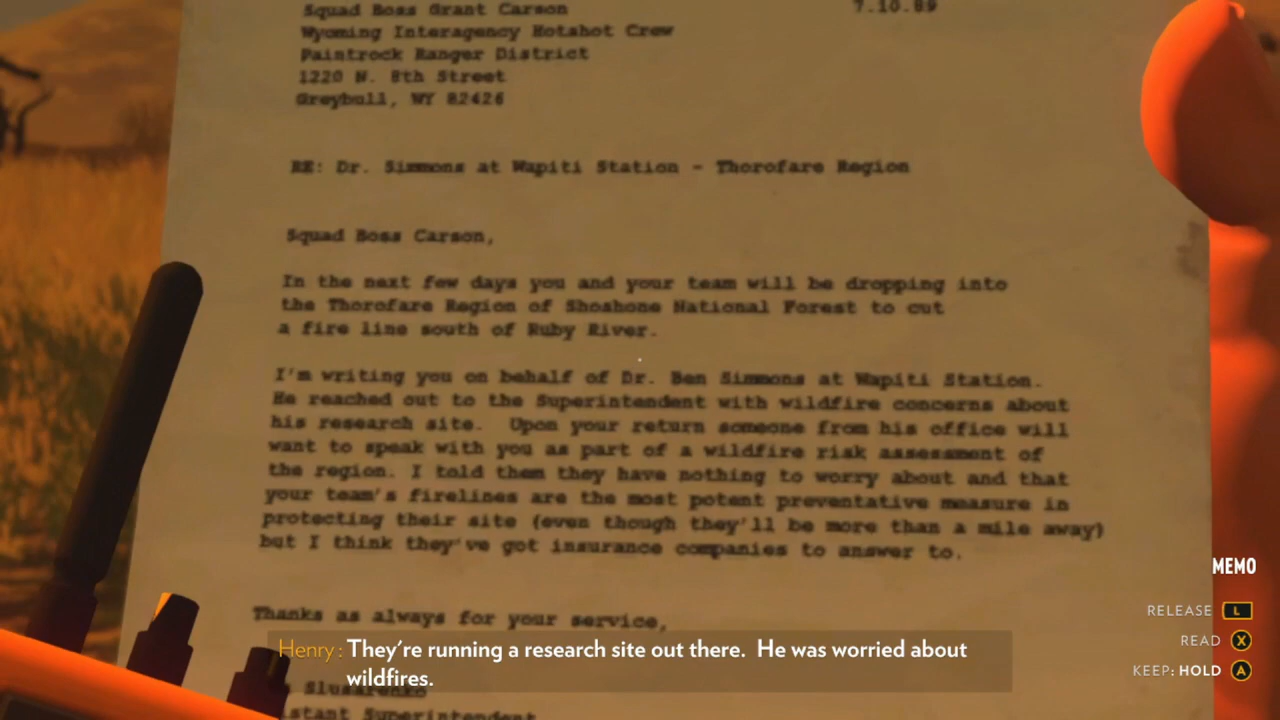 Squad Boss Grant Carson 7.10.89
Wyoming Interagency Hotshot Crew
Paintrock Ranger District
1220 N. 8th Street
Greybull, WY 82426
RE: Dr. Simmons at Wapiti Station - Thorofare Region
Squad Boss Carson,
In the next few days you and your team will be dropping into
the Thorofare Region of Shoshone National Forest to cut
a fire line south of Ruby River.
I'm writing you on behalf of Dr. Ben Simmons at Wapiti Station.
He reached out to the Superintendent with wildfire concerns about
his research site. Upon your return someone from his office will
want to speak with you as part of a wildfire risk assessment of
the region. I told them they have nothing to worry about and that
your team's firelines are the most potent preventative measure in
protecting their site (even though they'll be more than a mile away)
but I think they've got insurance companies to answer to.
MEMO
Thanks as always for your service,
RELEASE L
READ X
KEEP: HOLD A
Henry: They're running a research site out there. He was worried about
wildfires.
Slusarenko
Superintendent